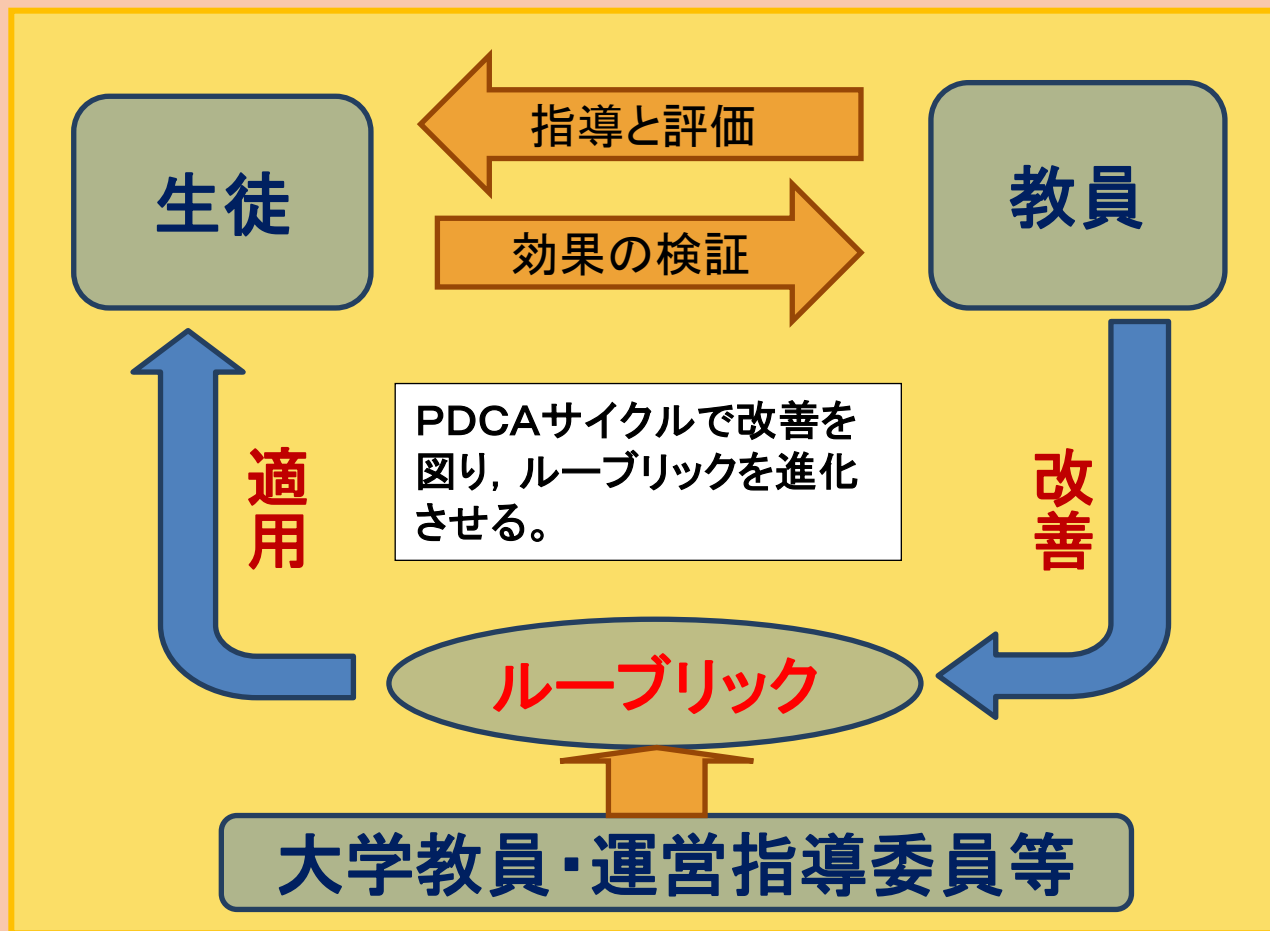 指導と評価
生徒
教員
効果の検証
PDCAサイクルで改善を
図り，ルーブリックを進化
させる。
適用
改善
ルーブリック
大学教員・運営指導委員等